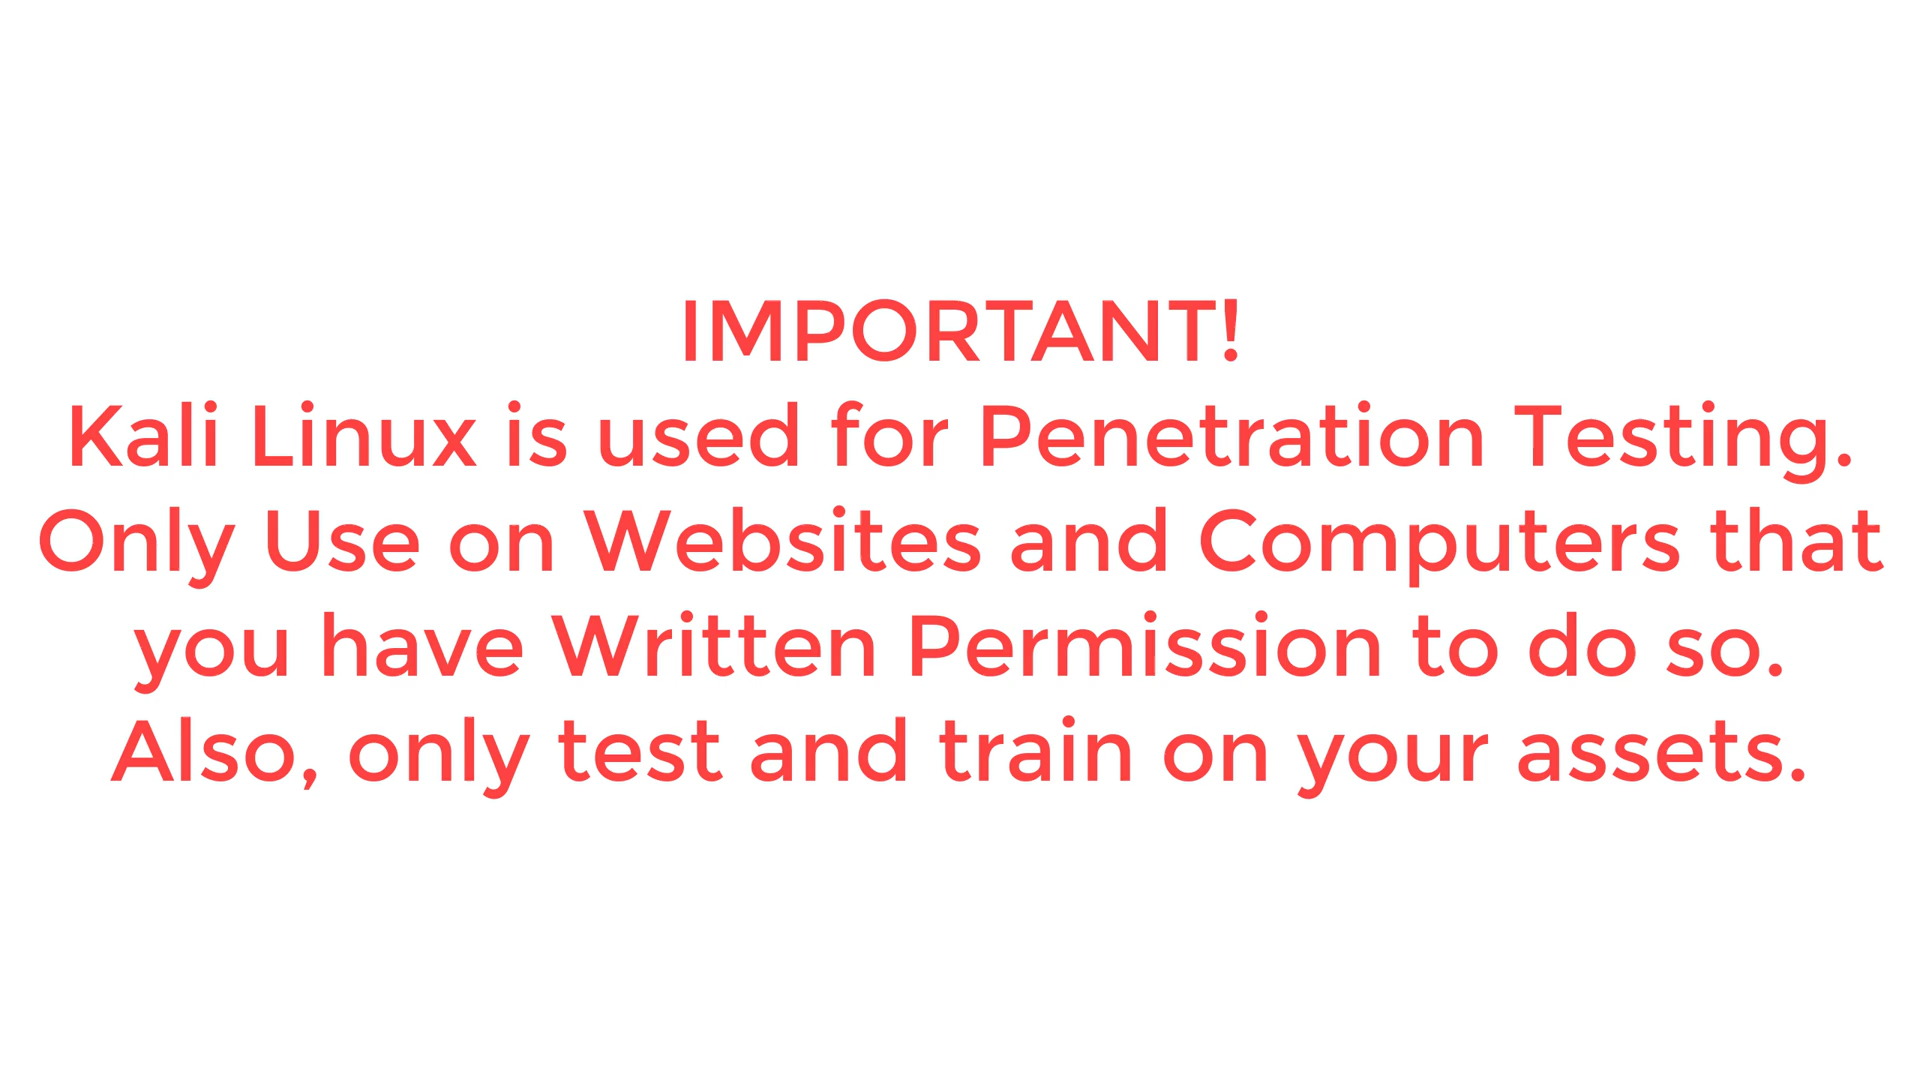 IMPORTANT!
Kali Linux is used for Penetration Testing.
Only Use on Websites and Computers that
you have Written Permission to do so.
Also, only test and train on your assets.